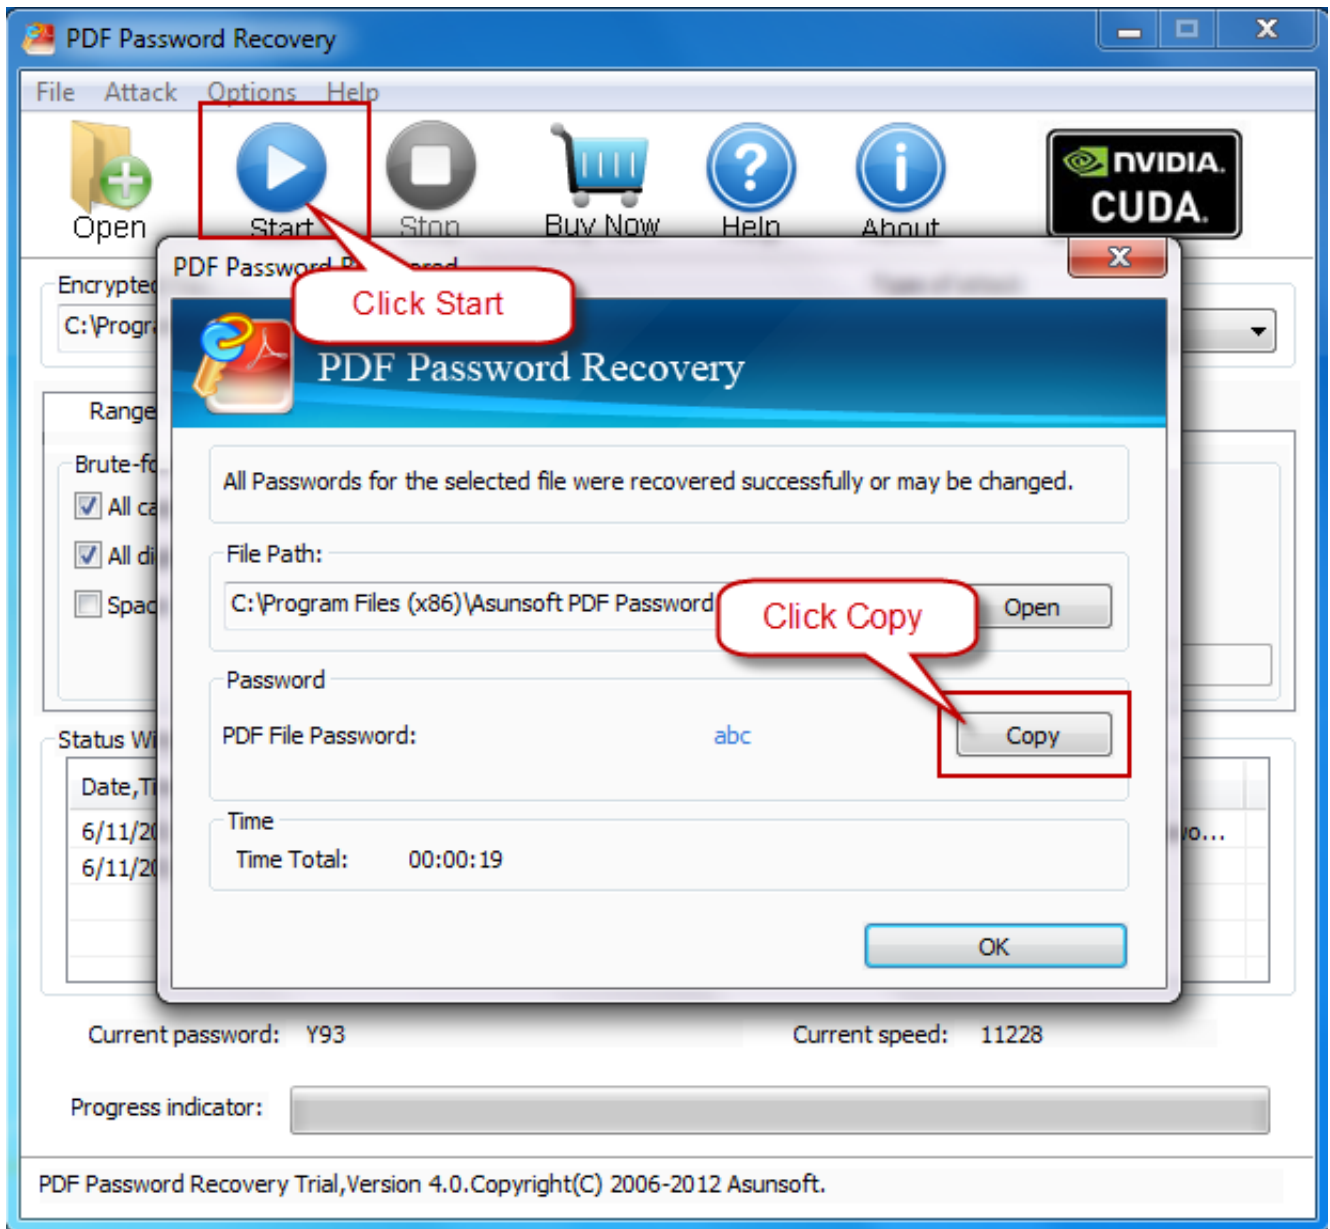 PDF Password Recovery
File Attack Options Help
Open Start Stop Buy Now Help About
nVIDIA.
CUDA.
PDF Password
Click Start
Encrypted
Type of attack
C:\Progra
PDF Password Recovery
Range
Brute-fo
All Passwords for the selected file were recovered successfully or may be changed.
All ca
All di
File Path:
Spac
C:\Program Files (x86)\Asunsoft PDF Password
Click Copy
Open
Password
PDF File Password: abc
Copy
Status Wi
Date,Ti
Time
6/11/20
Time Total: 00:00:19
6/11/20
OK
Current password: Y93
Current speed: 11228
Progress indicator:
PDF Password Recovery Trial,Version 4.0.Copyright(C) 2006-2012 Asunsoft.